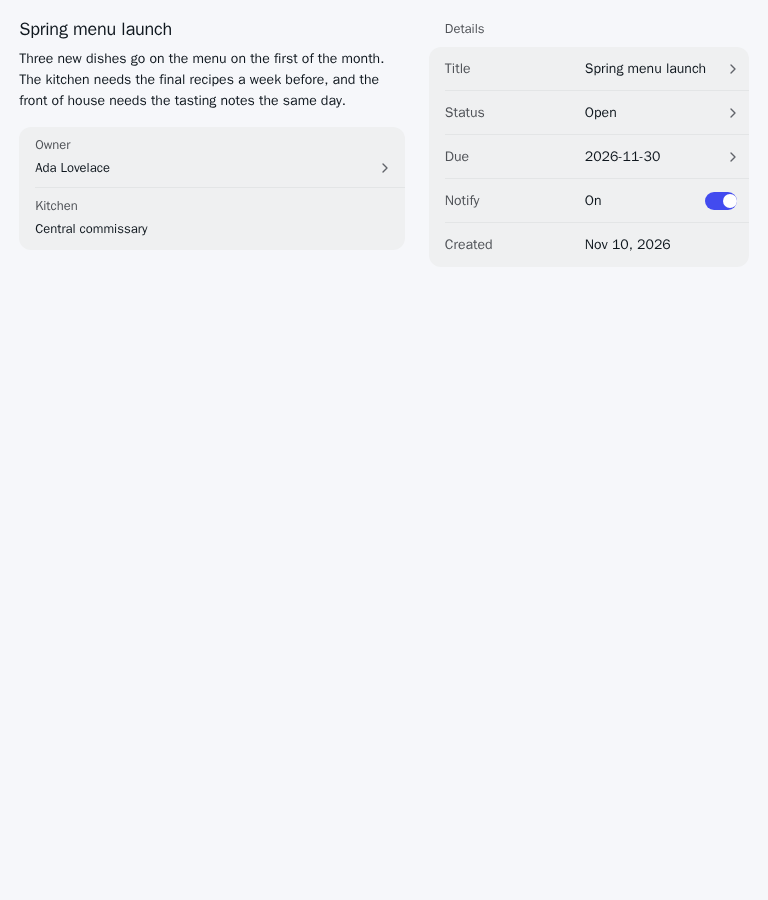 Spring menu launch
Three new dishes go on the menu on the first of the month.
The kitchen needs the final recipes a week before, and the
front of house needs the tasting notes the same day.
Owner
Ada Lovelace
Kitchen
Central commissary
Details
Title Spring menu launch
Status Open
Due 2026-11-30
Notify On
Created Nov 10, 2026